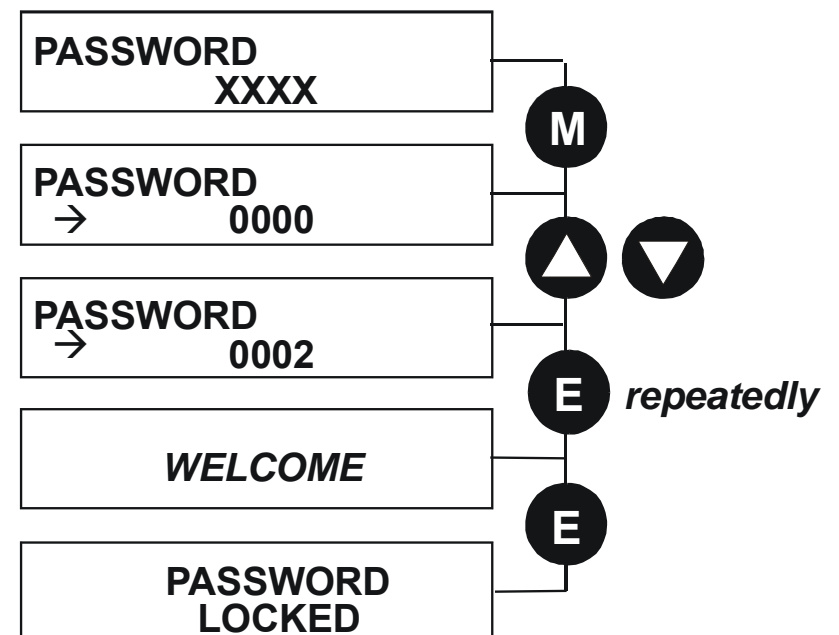 PASSWORD
XXXX
M
PASSWORD
→ 0000
PASSWORD
→ 0002
E repeatedly
WELCOME
E
PASSWORD
LOCKED